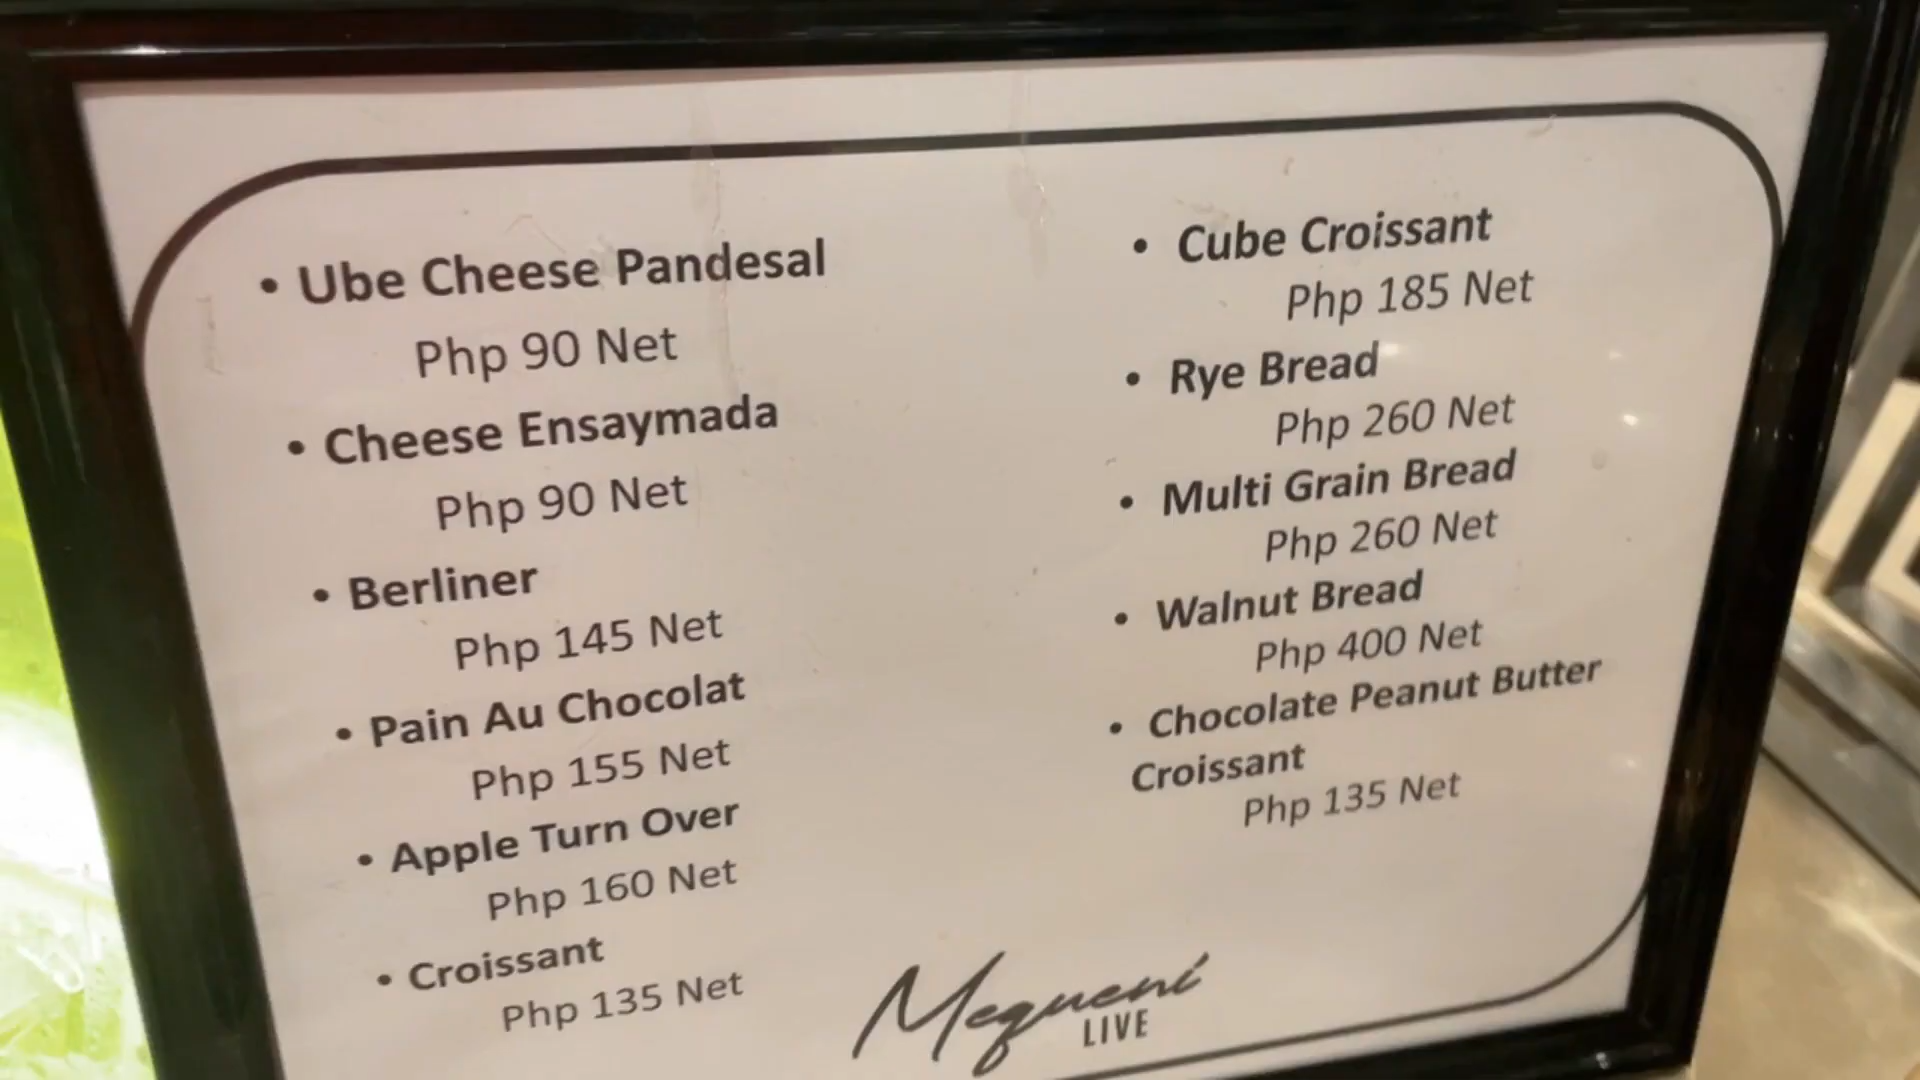 • Ube Cheese Pandesal
Php 90 Net
• Cheese Ensaymada
Php 90 Net
• Berliner
Php 145 Net
• Pain Au Chocolat
Php 155 Net
• Apple Turn Over
Php 160 Net
• Croissant
Php 135 Net
• Cube Croissant
Php 185 Net
• Rye Bread
Php 260 Net
• Multi Grain Bread
Php 260 Net
• Walnut Bread
Php 400 Net
• Chocolate Peanut Butter
Croissant
Php 135 Net
Mequeni
LIVE